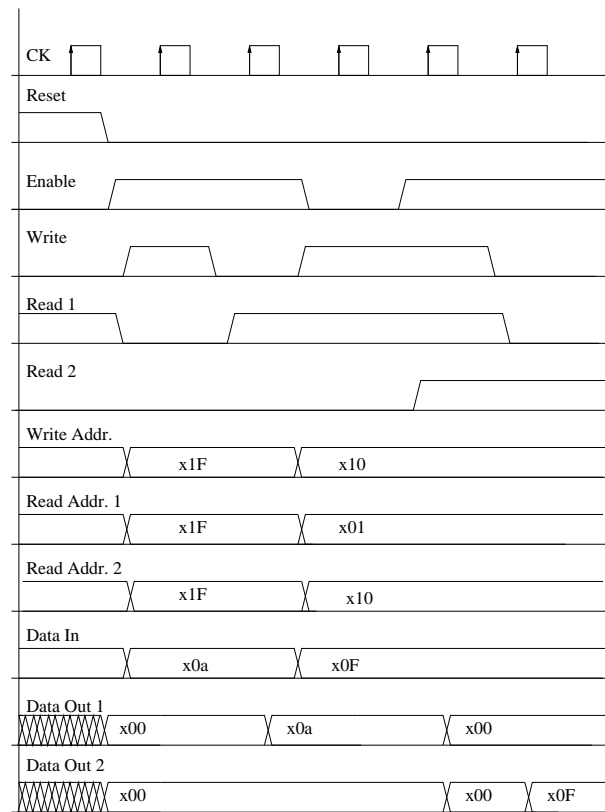 CK
Reset
Enable
Write
Read 1
Read 2
Write Addr.
x1F x10
Read Addr. 1
x1F x01
Read Addr. 2
x1F x10
Data In
x0a x0F
Data Out 1
x00 x0a x00
Data Out 2
x00 x00 x0F